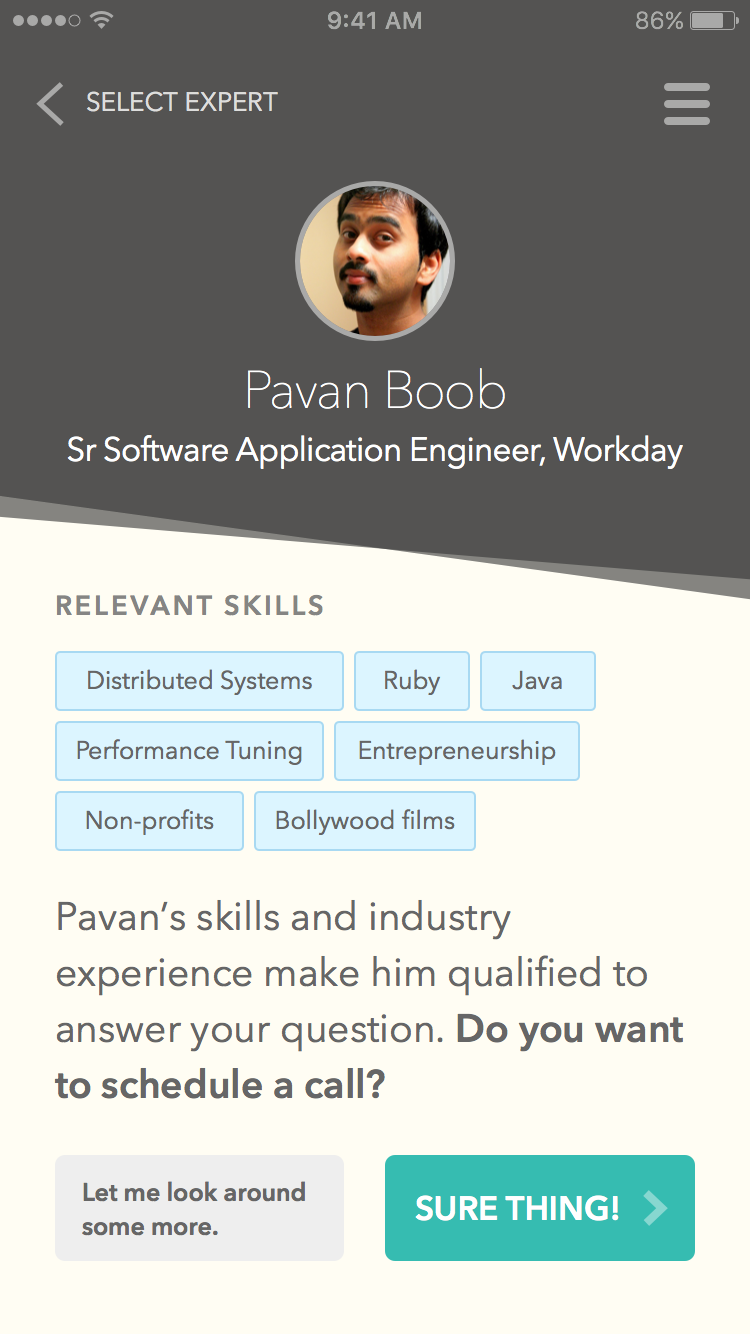 9:41 AM 86%
SELECT EXPERT
Pavan Boob
Sr Software Application Engineer, Workday
RELEVANT SKILLS
Distributed Systems Ruby Java
Performance Tuning Entrepreneurship
Non-profits Bollywood films
Pavan’s skills and industry
experience make him qualified to
answer your question. Do you want
to schedule a call?
Let me look around
some more.
SURE THING!